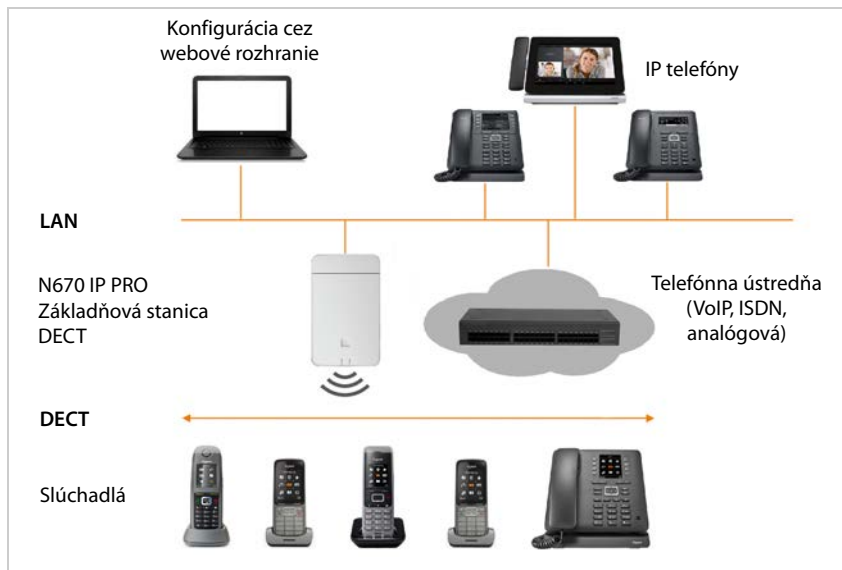 Konfigurácia cez
webové rozhranie
IP telefóny
LAN
N670 IP PRO
Základňová stanica
DECT
Telefónna ústredňa
(VoIP, ISDN,
analógová)
DECT
Slúchadlá